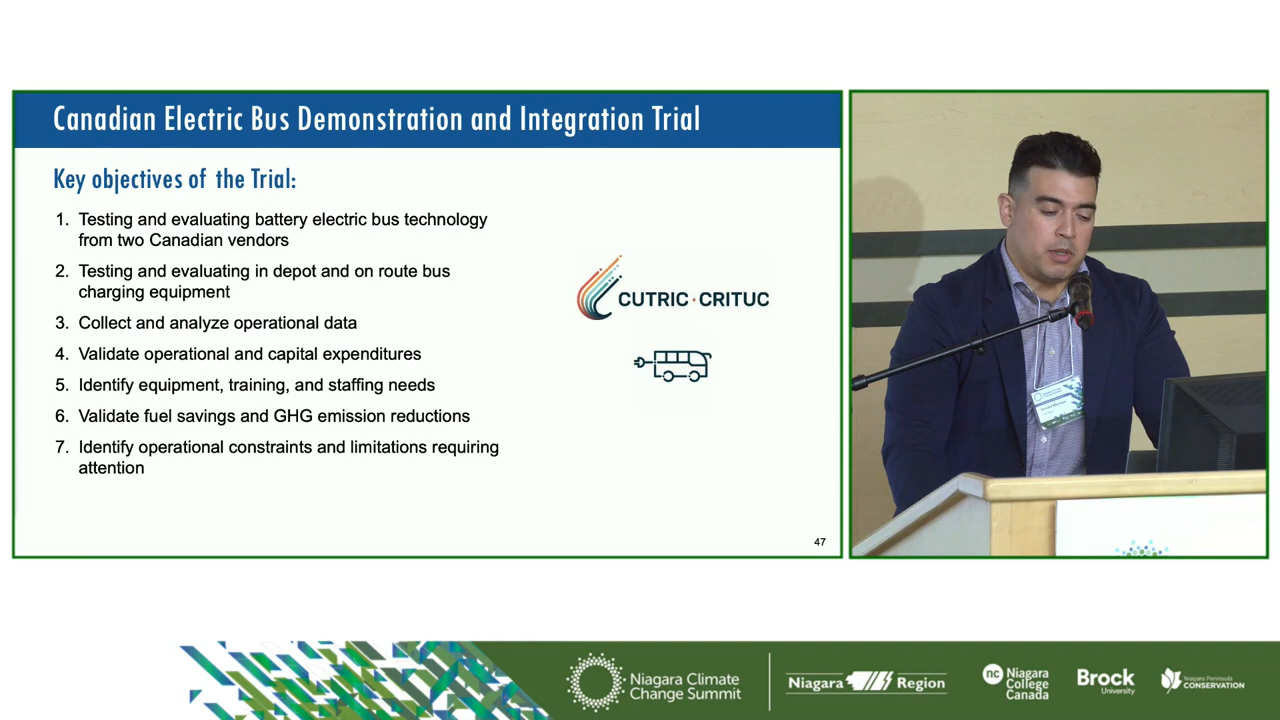 Canadian Electric Bus Demonstration and Integration Trial
Key objectives of the Trial:
1. Testing and evaluating battery electric bus technology
from two Canadian vendors
2. Testing and evaluating in depot and on route bus
charging equipment
3. Collect and analyze operational data
4. Validate operational and capital expenditures
5. Identify equipment, training, and staffing needs
6. Validate fuel savings and GHG emission reductions
7. Identify operational constraints and limitations requiring
attention
CUTRIC · CRITUC
47
Niagara Climate
Change Summit
Niagara Region
nc
Niagara
College
Canada
Brock
University
Niagara Peninsula
CONSERVATION